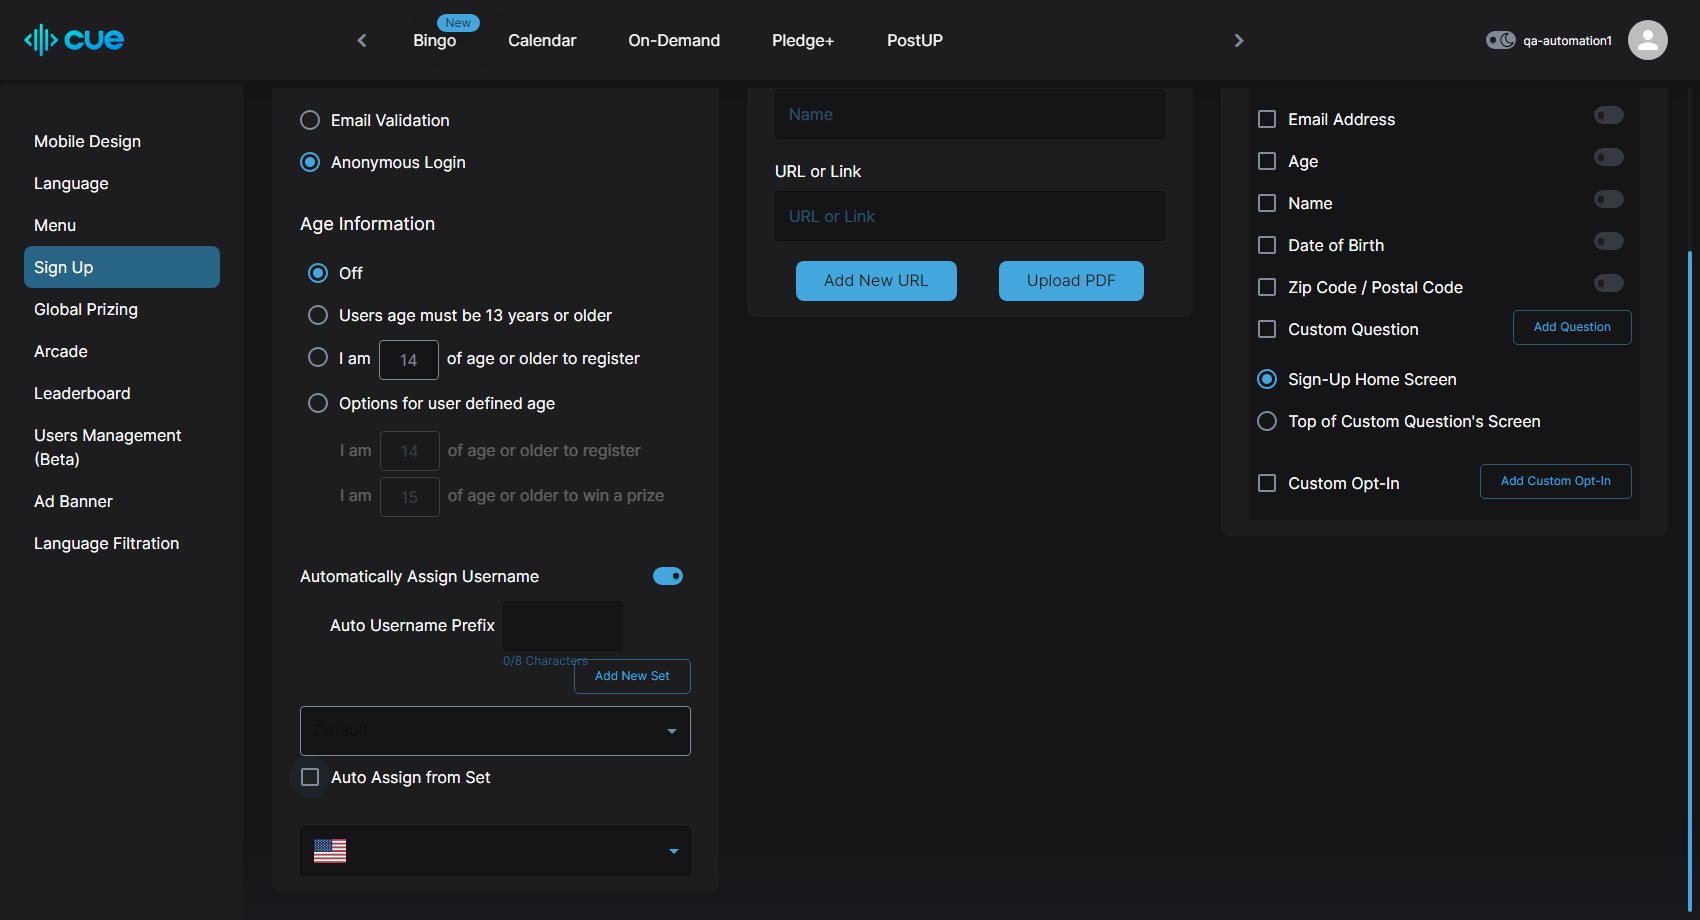 cue
New
Bingo
Calendar
On-Demand
Pledge+
PostUP
qa-automation1
Mobile Design
Language
Menu
Sign Up
Global Prizing
Arcade
Leaderboard
Users Management
(Beta)
Ad Banner
Language Filtration
Email Validation
Anonymous Login
Age Information
Off
Users age must be 13 years or older
I am 14 of age or older to register
Options for user defined age
I am 14 of age or older to register
I am 15 of age or older to win a prize
Automatically Assign Username
Auto Username Prefix
0/8 Characters
Add New Set
Default
Auto Assign from Set
Name
URL or Link
URL or Link
Add New URL
Upload PDF
Email Address
Age
Name
Date of Birth
Zip Code / Postal Code
Custom Question
Add Question
Sign-Up Home Screen
Top of Custom Question's Screen
Custom Opt-In
Add Custom Opt-In